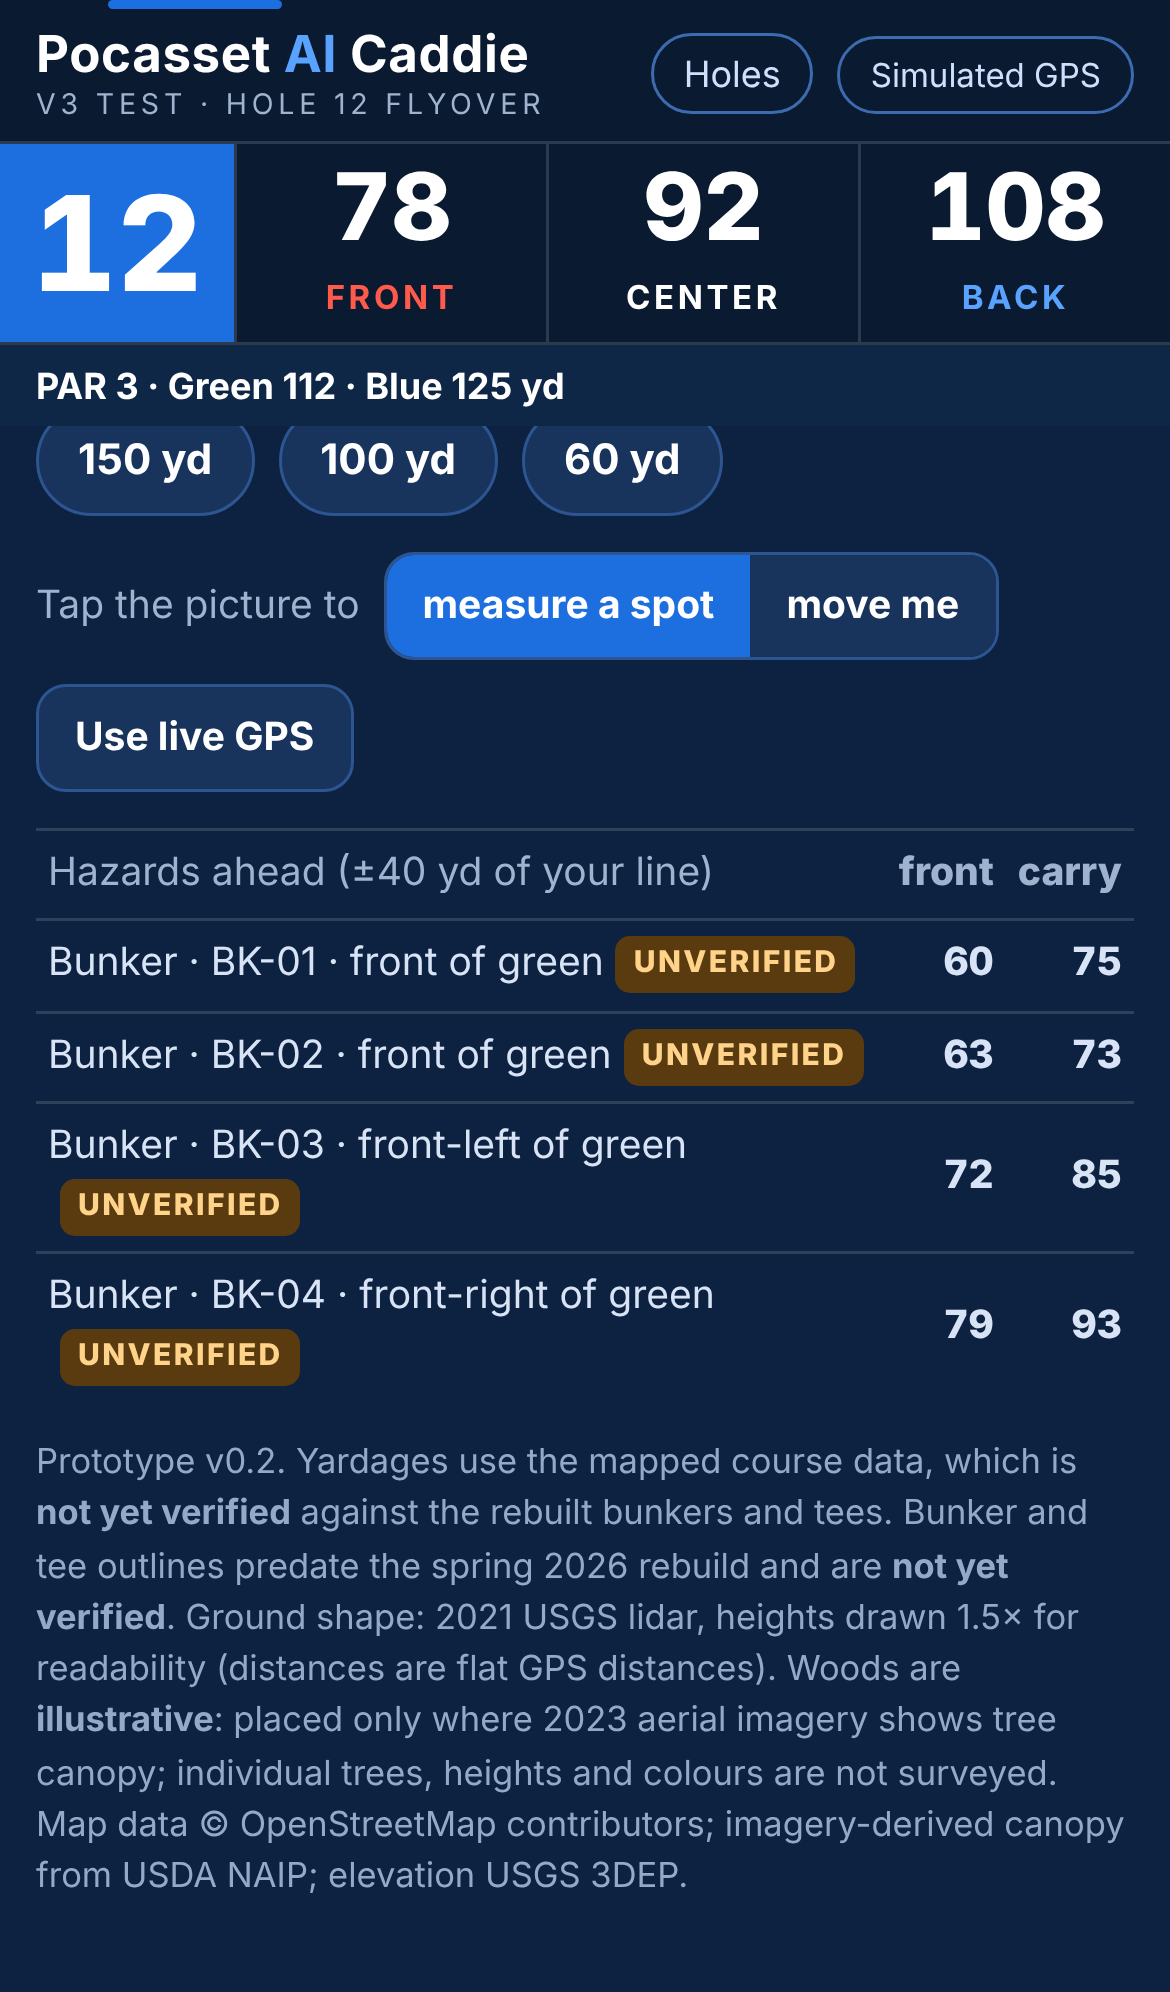 Pocasset AI Caddie
V3 TEST · HOLE 12 FLYOVER
Holes
Simulated GPS
12
78
FRONT
92
CENTER
108
BACK
PAR 3 · Green 112 · Blue 125 yd
150 yd
100 yd
60 yd
Tap the picture to
measure a spot
move me
Use live GPS
Hazards ahead (±40 yd of your line) front carry
Bunker · BK-01 · front of green UNVERIFIED 60 75
Bunker · BK-02 · front of green UNVERIFIED 63 73
Bunker · BK-03 · front-left of green
UNVERIFIED
72 85
Bunker · BK-04 · front-right of green
UNVERIFIED
79 93
Prototype v0.2. Yardages use the mapped course data, which is
not yet verified against the rebuilt bunkers and tees. Bunker and
tee outlines predate the spring 2026 rebuild and are not yet
verified. Ground shape: 2021 USGS lidar, heights drawn 1.5× for
readability (distances are flat GPS distances). Woods are
illustrative: placed only where 2023 aerial imagery shows tree
canopy; individual trees, heights and colours are not surveyed.
Map data © OpenStreetMap contributors; imagery-derived canopy
from USDA NAIP; elevation USGS 3DEP.